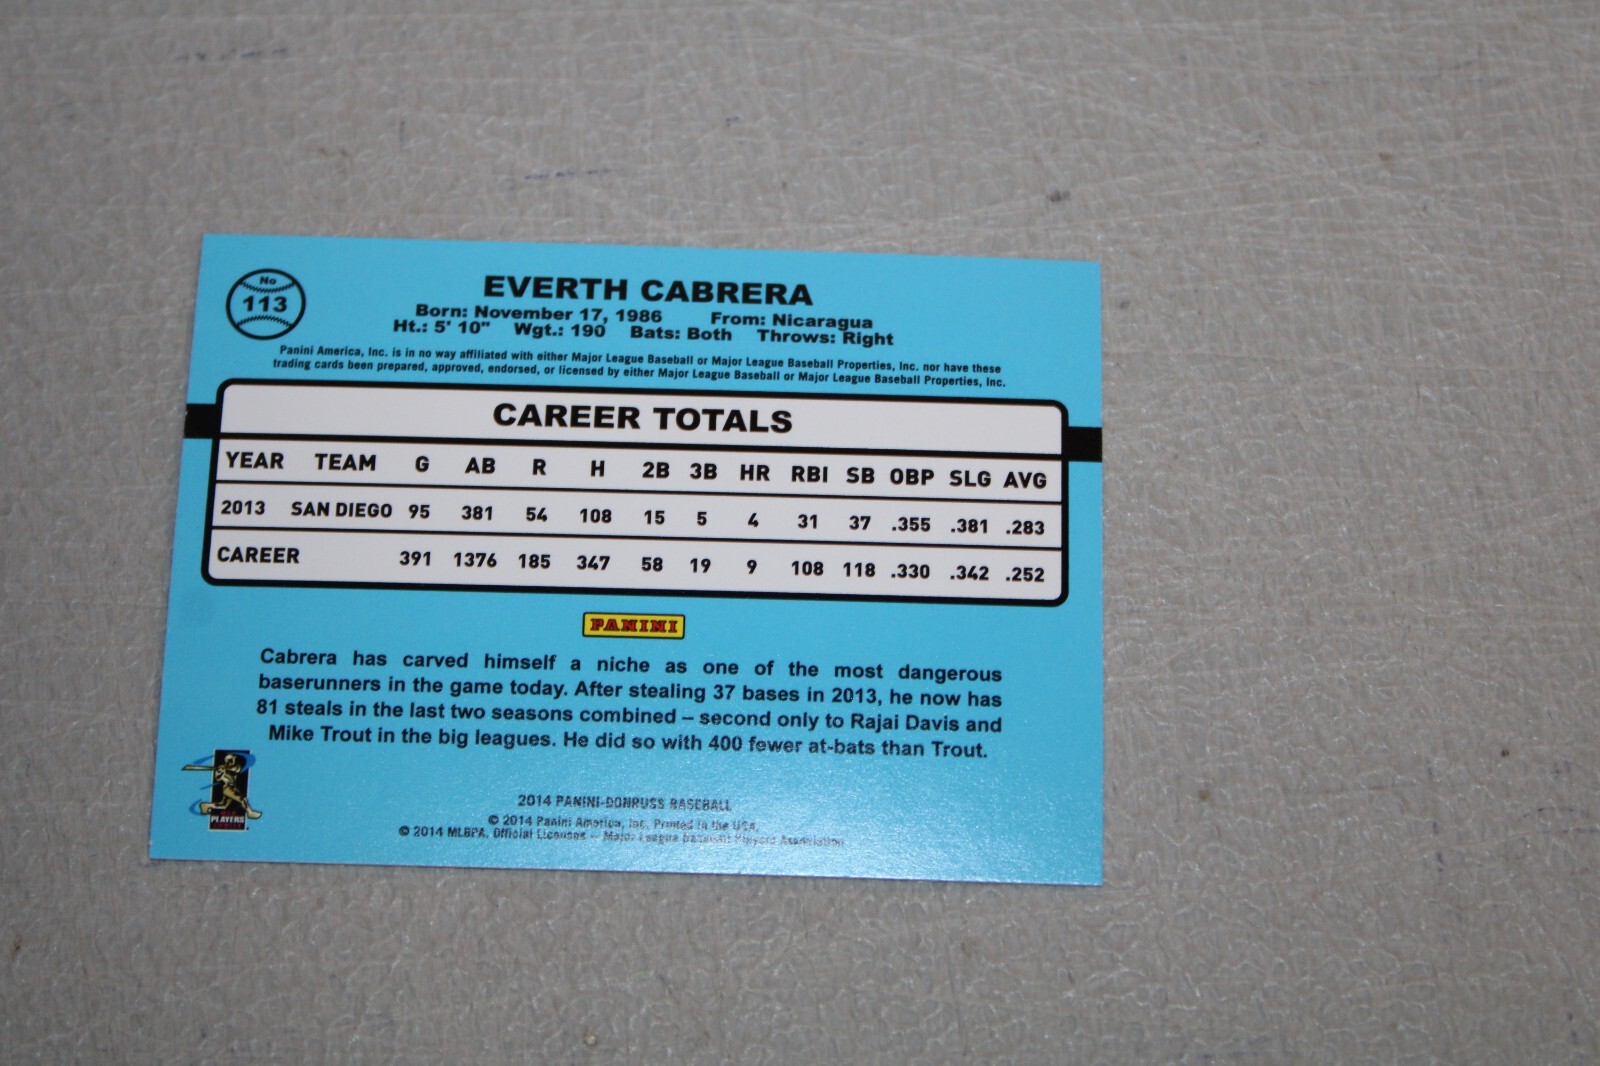 No
113
EVERTH CABRERA
Born: November 17, 1986 From: Nicaragua
Ht.: 5' 10" Wgt.: 190 Bats: Both Throws: Right
Panini America, Inc. is in no way affiliated with either Major League Baseball or Major League Baseball Properties, Inc. nor have these
trading cards been prepared, approved, endorsed, or licensed by either Major League Baseball or Major League Baseball Properties, Inc.
CAREER TOTALS
YEAR TEAM G AB R H 2B 3B HR RBI SB OBP SLG AVG
2013 SAN DIEGO 95 381 54 108 15 5 4 31 37 .355 .381 .283
CAREER 391 1376 185 347 58 19 9 108 118 .330 .342 .252
PANINI
Cabrera has carved himself a niche as one of the most dangerous
baserunners in the game today. After stealing 37 bases in 2013, he now has
81 steals in the last two seasons combined – second only to Rajai Davis and
Mike Trout in the big leagues. He did so with 400 fewer at-bats than Trout.
PLAYERS
2014 PANINI-DONRUSS BASEBALL
© 2014 Panini America, Inc. Printed in the USA.
© 2014 MLBPA. Official Licensee – Major League Baseball Players Association